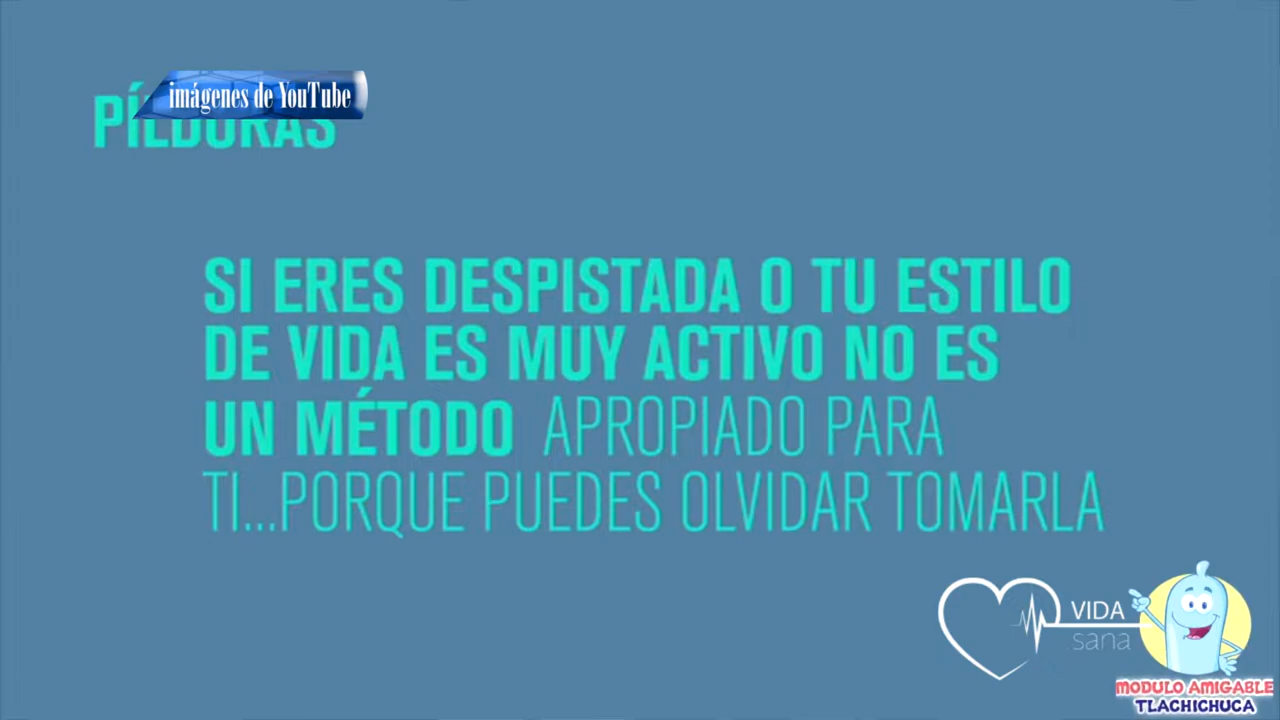 imágenes de YouTube
PÍLDORAS
SI ERES DESPISTADA O TU ESTILO
DE VIDA ES MUY ACTIVO NO ES
UN MÉTODO APROPIADO PARA
TI...PORQUE PUEDES OLVIDAR TOMARLA
VIDA
sana
MODULO AMIGABLE
TLACHICHUCA